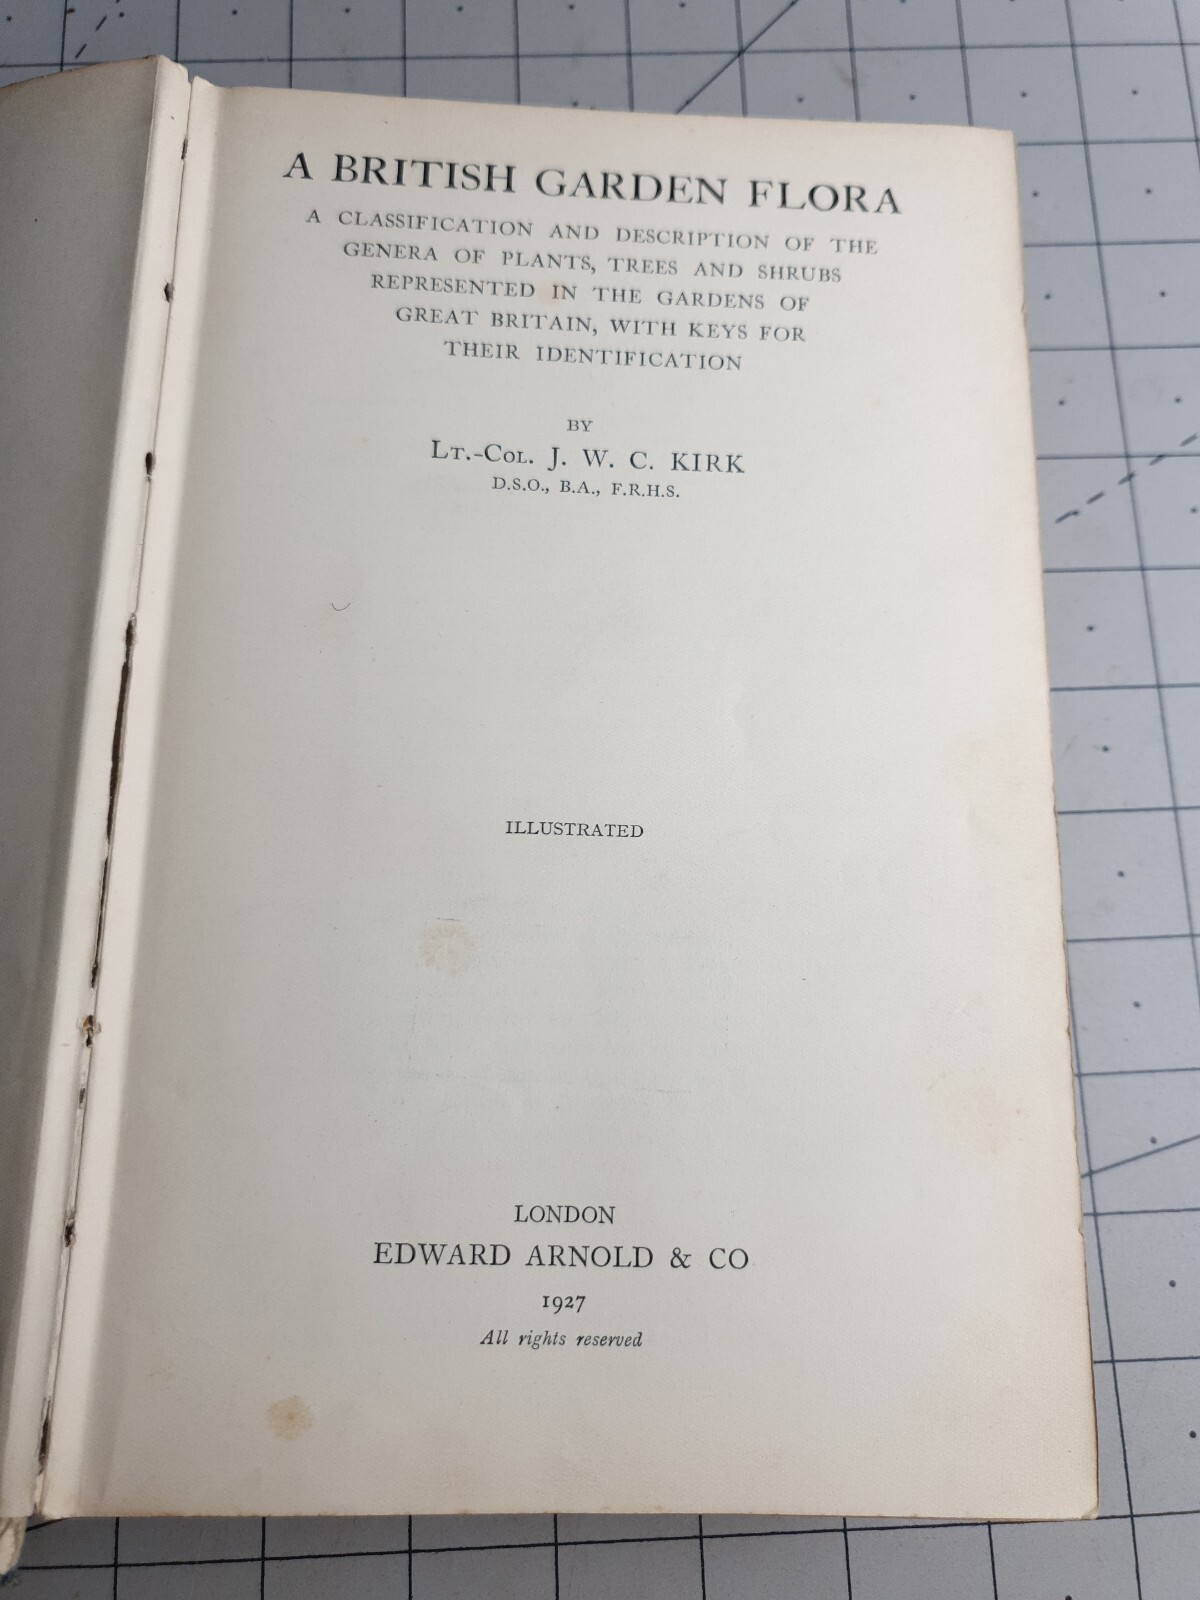 A BRITISH GARDEN FLORA
A CLASSIFICATION AND DESCRIPTION OF THE
GENERA OF PLANTS, TREES AND SHRUBS
REPRESENTED IN THE GARDENS OF
GREAT BRITAIN, WITH KEYS FOR
THEIR IDENTIFICATION
BY
LT.-COL. J. W. C. KIRK
D.S.O., B.A., F.R.H.S.
ILLUSTRATED
LONDON
EDWARD ARNOLD & CO
1927
All rights reserved